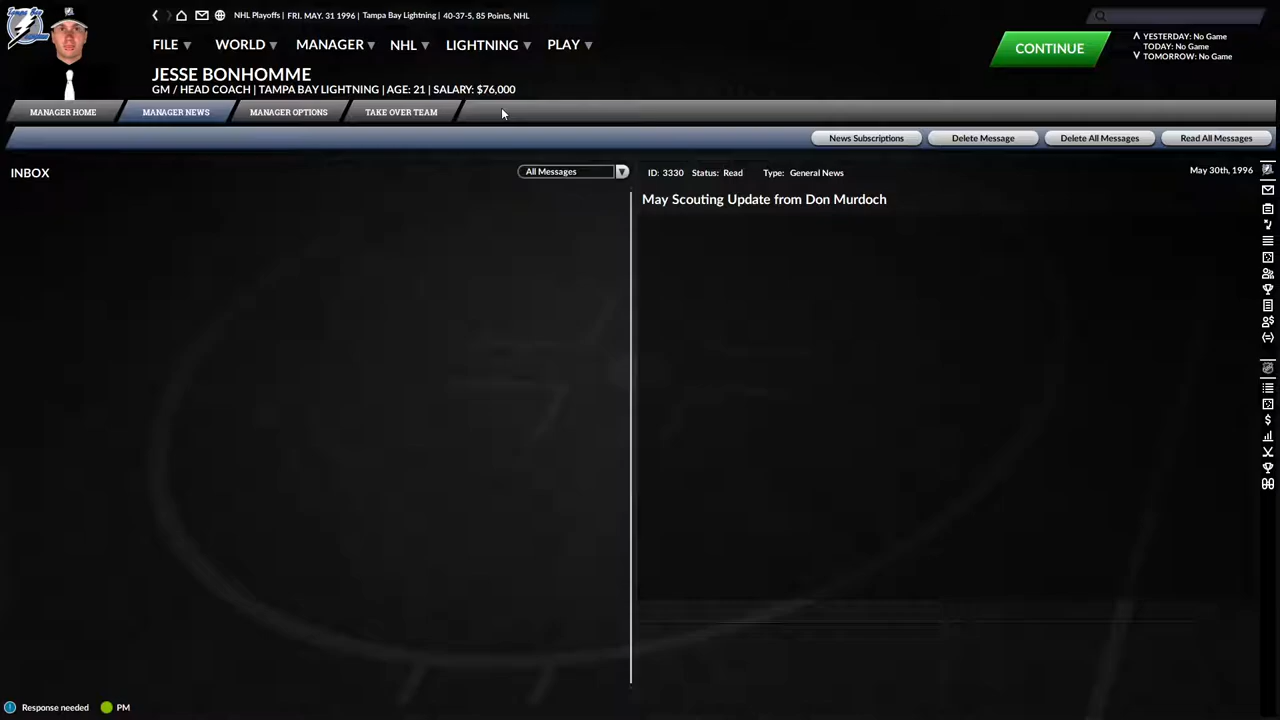 NHL Playoffs | FRI. MAY. 31 1996 | Tampa Bay Lightning | 40-37-5, 85 Points, NHL
FILE WORLD MANAGER NHL LIGHTNING PLAY
CONTINUE
YESTERDAY: No Game
TODAY: No Game
TOMORROW: No Game
JESSE BONHOMME
GM / HEAD COACH | TAMPA BAY LIGHTNING | AGE: 21 | SALARY: $76,000
MANAGER HOME MANAGER NEWS MANAGER OPTIONS TAKE OVER TEAM
News Subscriptions Delete Message Delete All Messages Read All Messages
INBOX All Messages
ID: 3330 Status: Read Type: General News May 30th, 1996
May Scouting Update from Don Murdoch
Response needed PM